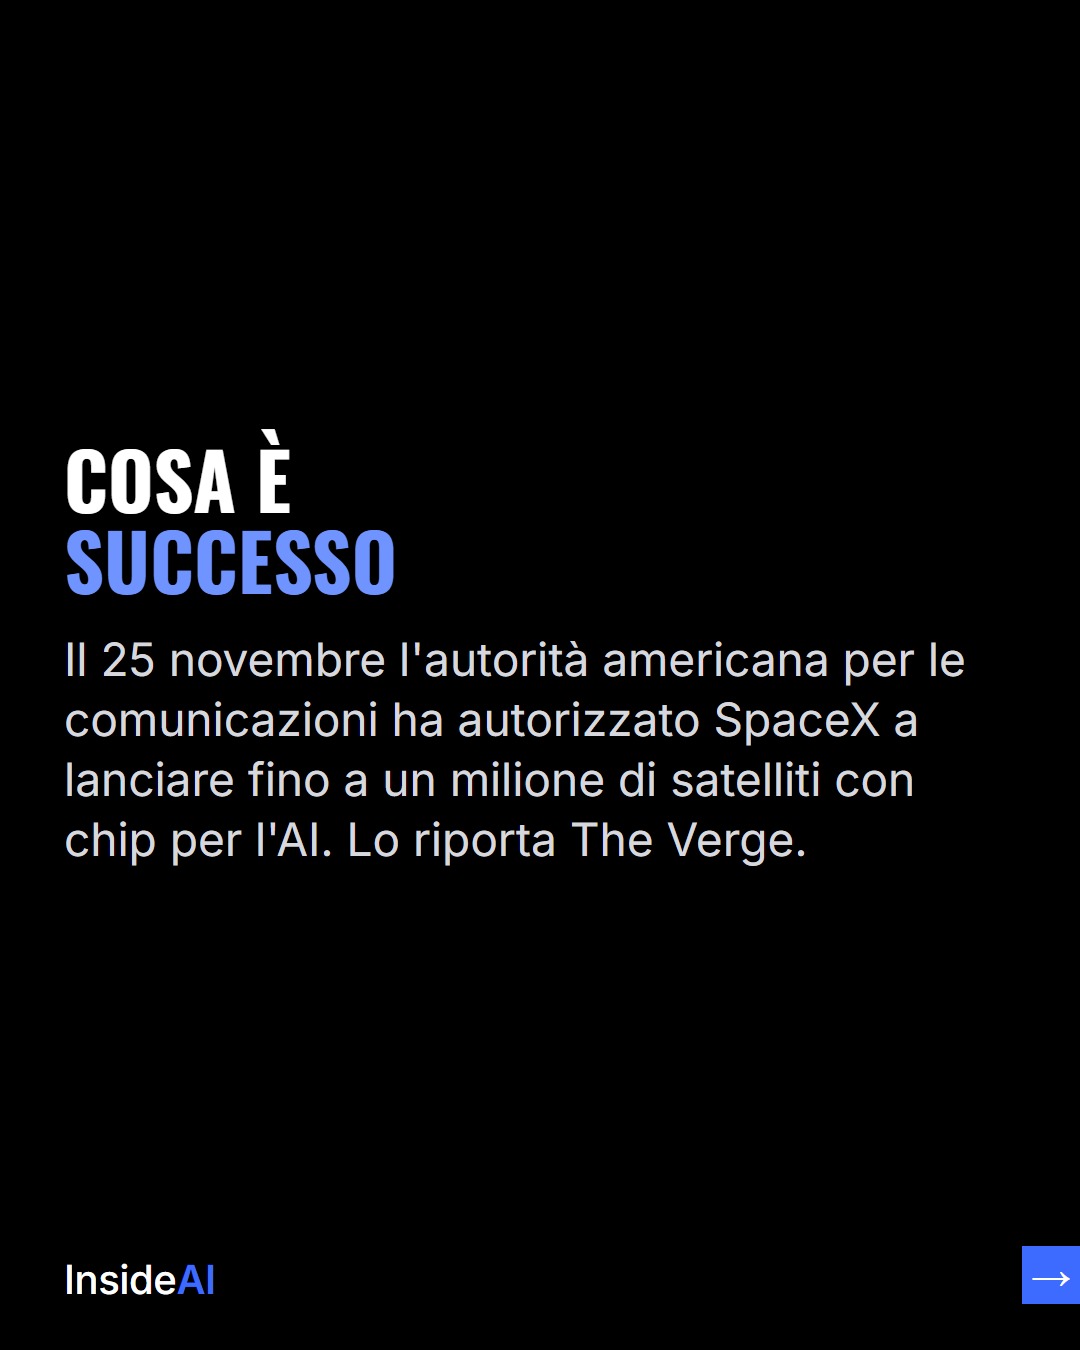 COSA È
SUCCESSO
Il 25 novembre l'autorità americana per le
comunicazioni ha autorizzato SpaceX a
lanciare fino a un milione di satelliti con
chip per l'AI. Lo riporta The Verge.
InsideAI
→